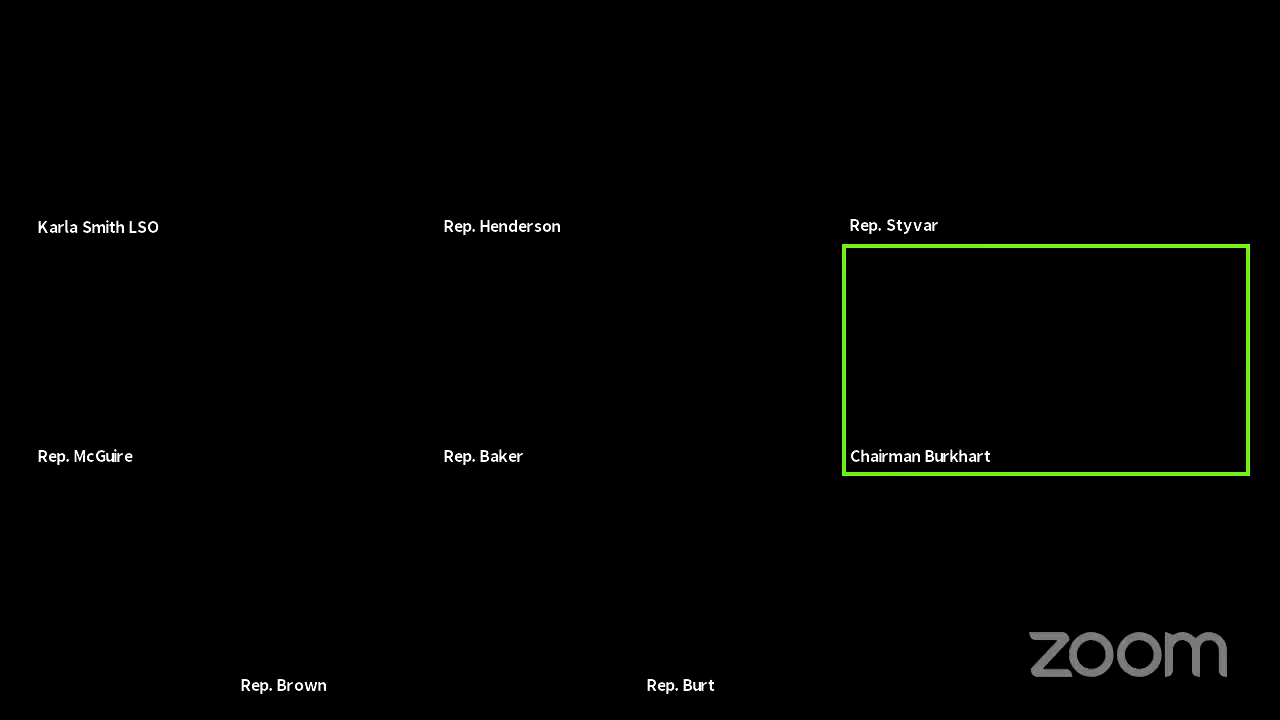 Karla Smith LSO
Rep. Henderson
Rep. Styvar
Rep. McGuire
Rep. Baker
Chairman Burkhart
Rep. Brown
Rep. Burt
zoom